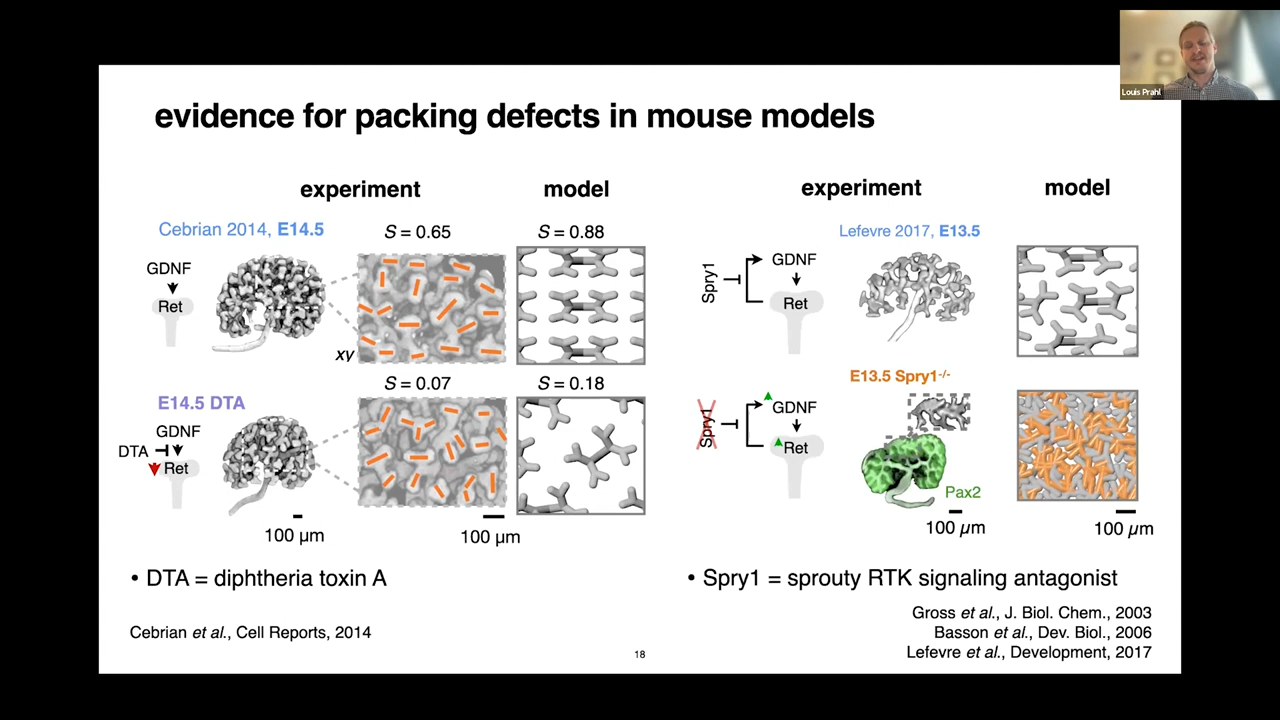 Louis Prahl
evidence for packing defects in mouse models
experiment
model
Cebrian 2014, E14.5
S = 0.65
S = 0.88
GDNF
Ret
xy
E14.5 DTA
S = 0.07
S = 0.18
GDNF
DTA
Ret
100 µm
100 µm
• DTA = diphtheria toxin A
Cebrian et al., Cell Reports, 2014
experiment
model
Lefevre 2017, E13.5
Spry1
GDNF
Ret
E13.5 Spry1-/-
Spry1
GDNF
Ret
Pax2
100 µm
100 µm
• Spry1 = sprouty RTK signaling antagonist
Gross et al., J. Biol. Chem., 2003
Basson et al., Dev. Biol., 2006
Lefevre et al., Development, 2017
18